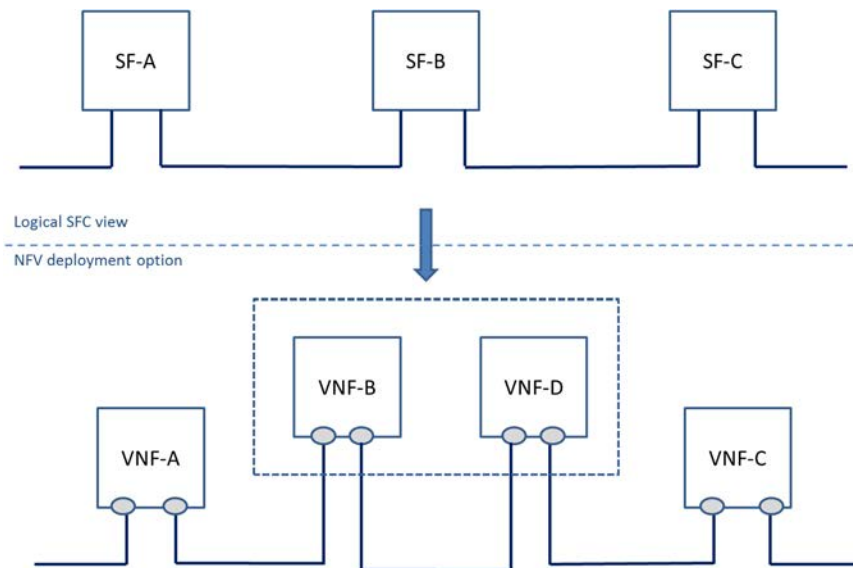 SF-A
SF-B
SF-C
Logical SFC view
NFV deployment option
VNF-B
VNF-D
VNF-A
VNF-C